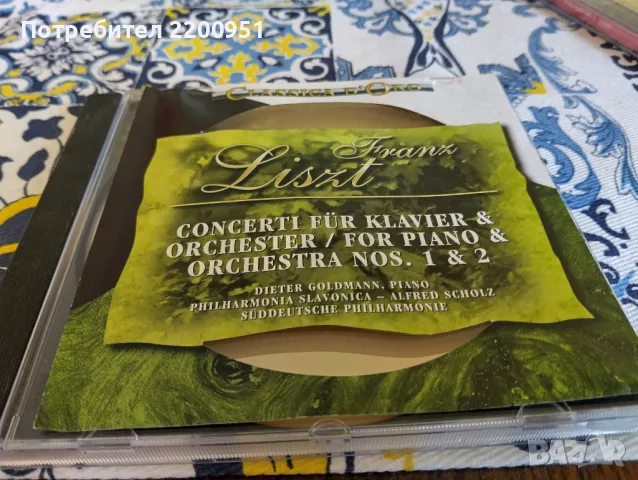 Потребител 2200951
CLASSICA D'ORO
Franz
Liszt
CONCERTI FÜR KLAVIER &
ORCHESTER / FOR PIANO &
ORCHESTRA NOS. 1 & 2
DIETER GOLDMANN, PIANO
PHILHARMONIA SLAVONICA – ALFRED SCHOLZ
SÜDDEUTSCHE PHILHARMONIE
BAZAR